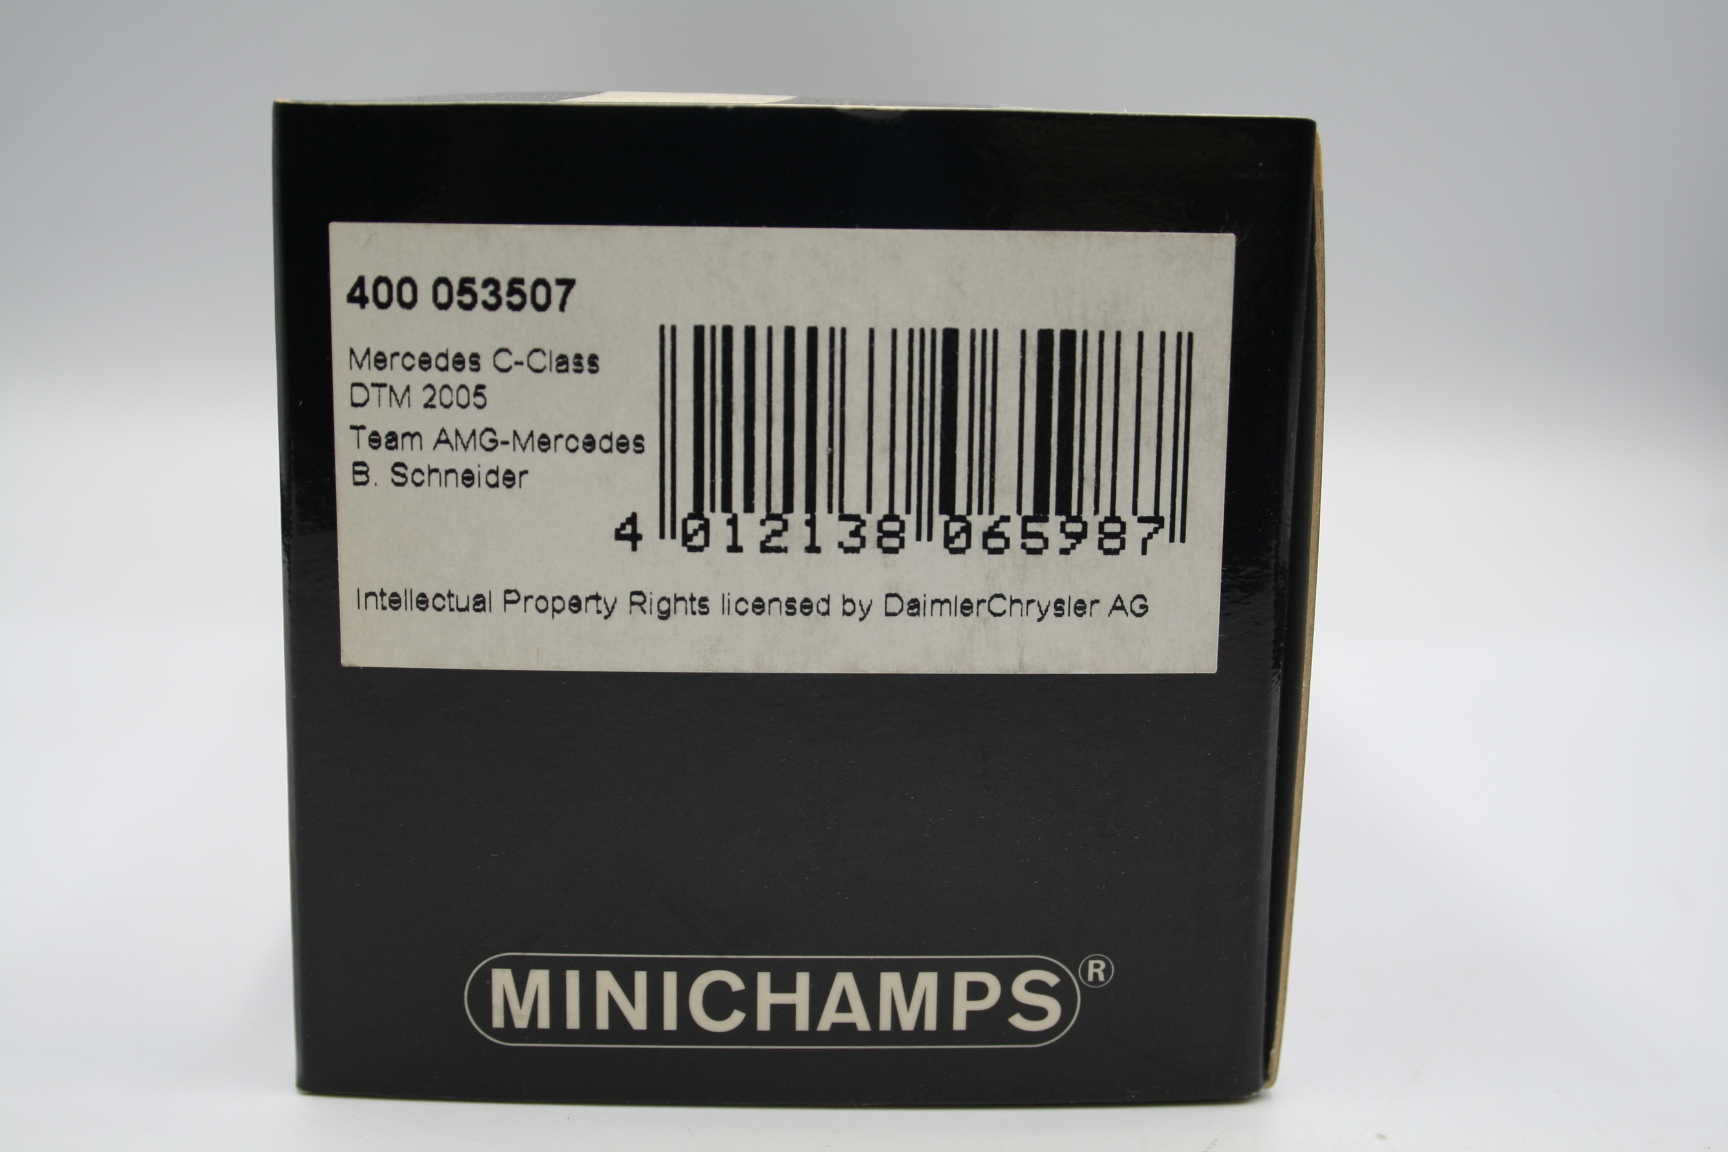 400 053507
Mercedes C-Class
DTM 2005
Team AMG-Mercedes
B. Schneider
4 012138 065987
Intellectual Property Rights licensed by DaimlerChrysler AG
MINICHAMPS®